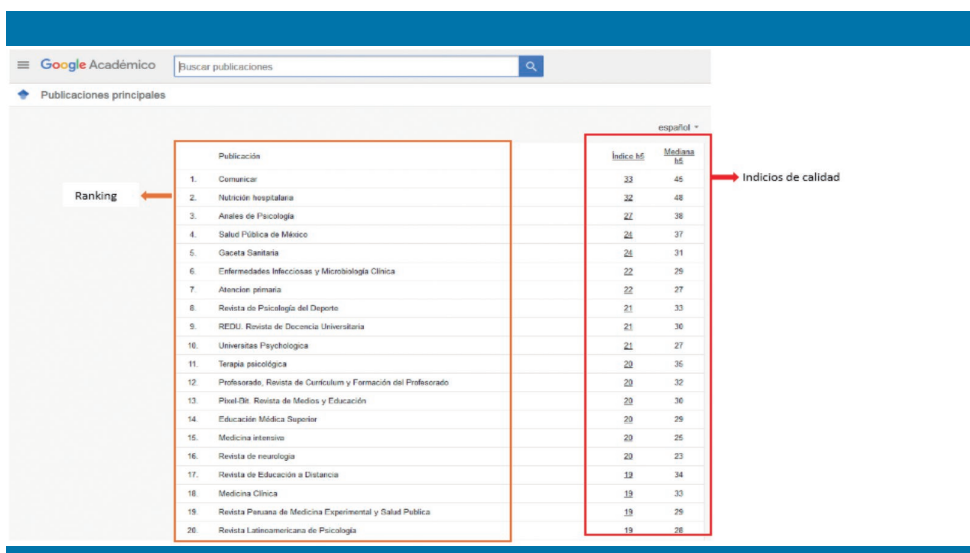 Google Académico
Buscar publicaciones
Publicaciones principales
español
Publicación Índice h5 Mediana h5
1. Comunicar 33 45
Indicios de calidad
Ranking
2. Nutrición hospitalaria 32 48
3. Anales de Psicología 27 38
4. Salud Pública de México 24 37
5. Gaceta Sanitaria 24 31
6. Enfermedades Infecciosas y Microbiología Clínica 22 29
7. Atencion primaria 22 27
8. Revista de Psicología del Deporte 21 33
9. REDU. Revista de Docencia Universitaria 21 30
10. Universitas Psychologica 21 27
11. Terapia psicológica 20 35
12. Profesorado, Revista de Currículum y Formación del Profesorado 20 32
13. Pixel-Bit. Revista de Medios y Educación 20 30
14. Educación Médica Superior 20 29
15. Medicina intensiva 20 25
16. Revista de neurologia 20 23
17. Revista de Educación a Distancia 19 34
18. Medicina Clínica 19 33
19. Revista Peruana de Medicina Experimental y Salud Publica 19 29
20. Revista Latinoamericana de Psicología 19 28